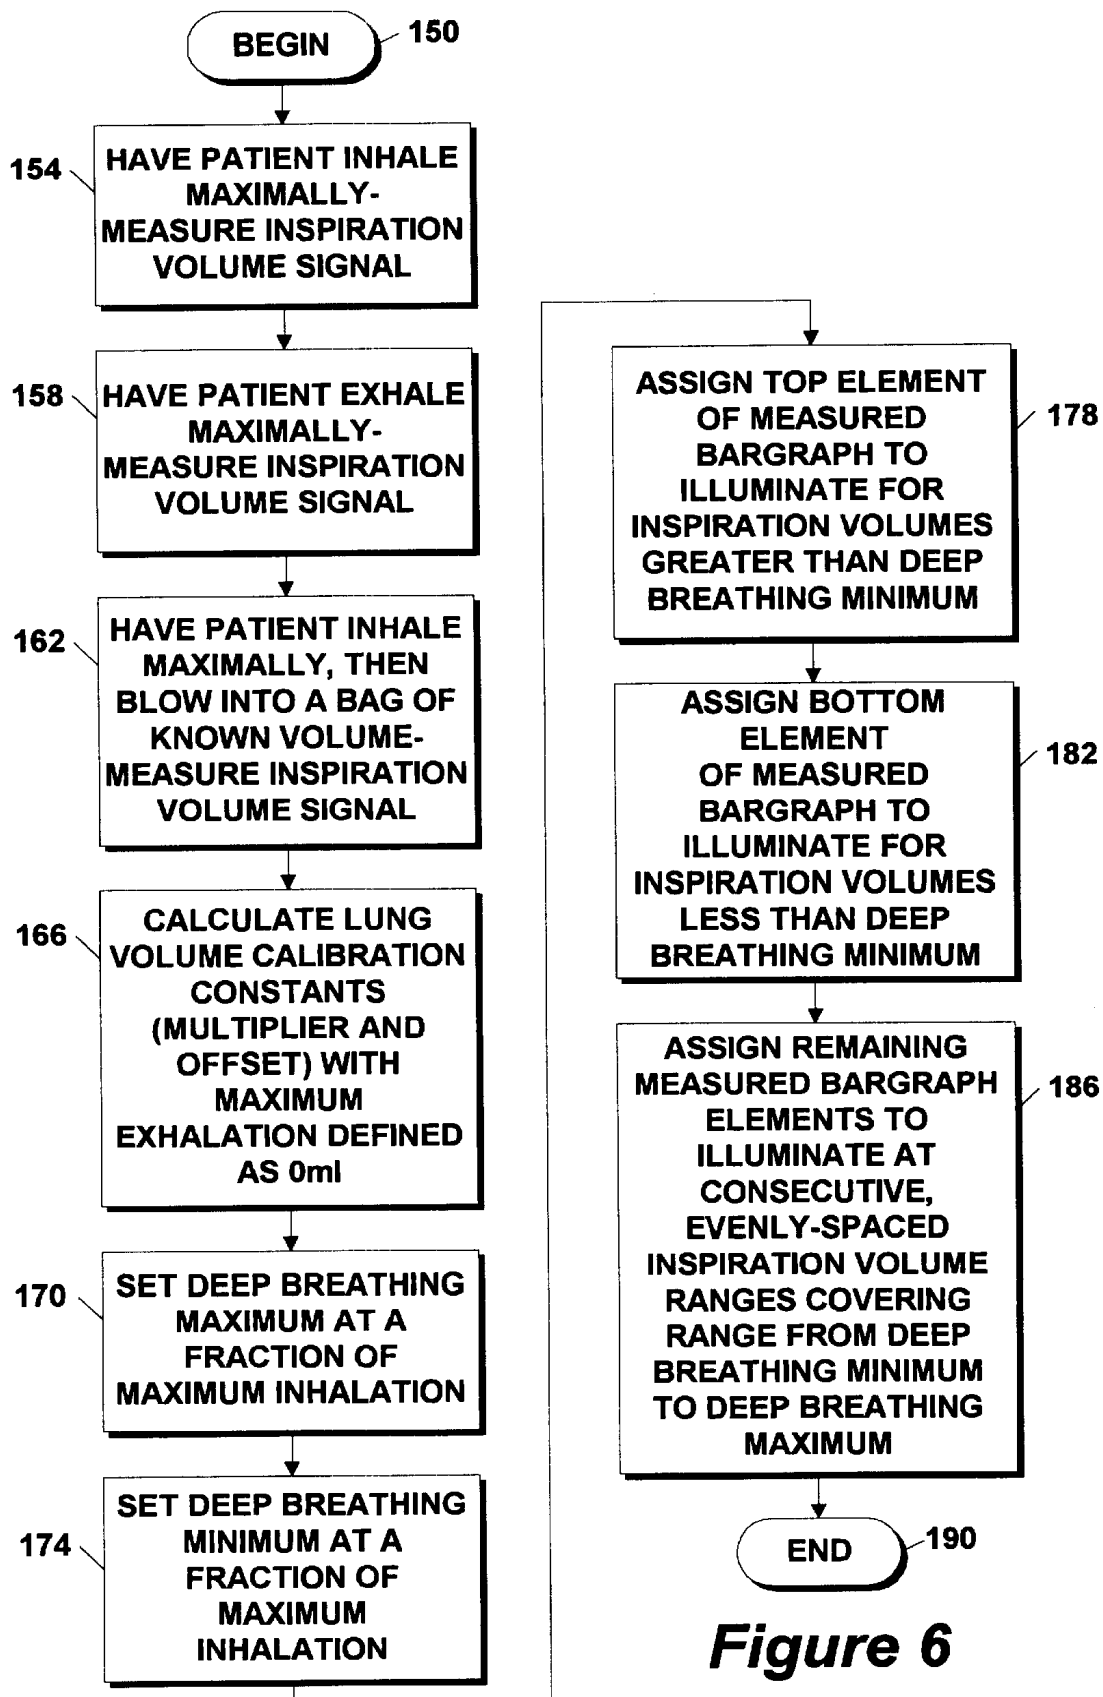 BEGIN
150
154
HAVE PATIENT INHALE
MAXIMALLY-
MEASURE INSPIRATION
VOLUME SIGNAL
158
HAVE PATIENT EXHALE
MAXIMALLY-
MEASURE INSPIRATION
VOLUME SIGNAL
162
HAVE PATIENT INHALE
MAXIMALLY, THEN
BLOW INTO A BAG OF
KNOWN VOLUME-
MEASURE INSPIRATION
VOLUME SIGNAL
166
CALCULATE LUNG
VOLUME CALIBRATION
CONSTANTS
(MULTIPLIER AND
OFFSET) WITH
MAXIMUM
EXHALATION DEFINED
AS 0ml
170
SET DEEP BREATHING
MAXIMUM AT A
FRACTION OF
MAXIMUM INHALATION
174
SET DEEP BREATHING
MINIMUM AT A
FRACTION OF
MAXIMUM
INHALATION
ASSIGN TOP ELEMENT
OF MEASURED
BARGRAPH TO
ILLUMINATE FOR
INSPIRATION VOLUMES
GREATER THAN DEEP
BREATHING MINIMUM
178
ASSIGN BOTTOM
ELEMENT
OF MEASURED
BARGRAPH TO
ILLUMINATE FOR
INSPIRATION VOLUMES
LESS THAN DEEP
BREATHING MINIMUM
182
ASSIGN REMAINING
MEASURED BARGRAPH
ELEMENTS TO
ILLUMINATE AT
CONSECUTIVE,
EVENLY-SPACED
INSPIRATION VOLUME
RANGES COVERING
RANGE FROM DEEP
BREATHING MINIMUM
TO DEEP BREATHING
MAXIMUM
186
END
190
Figure 6